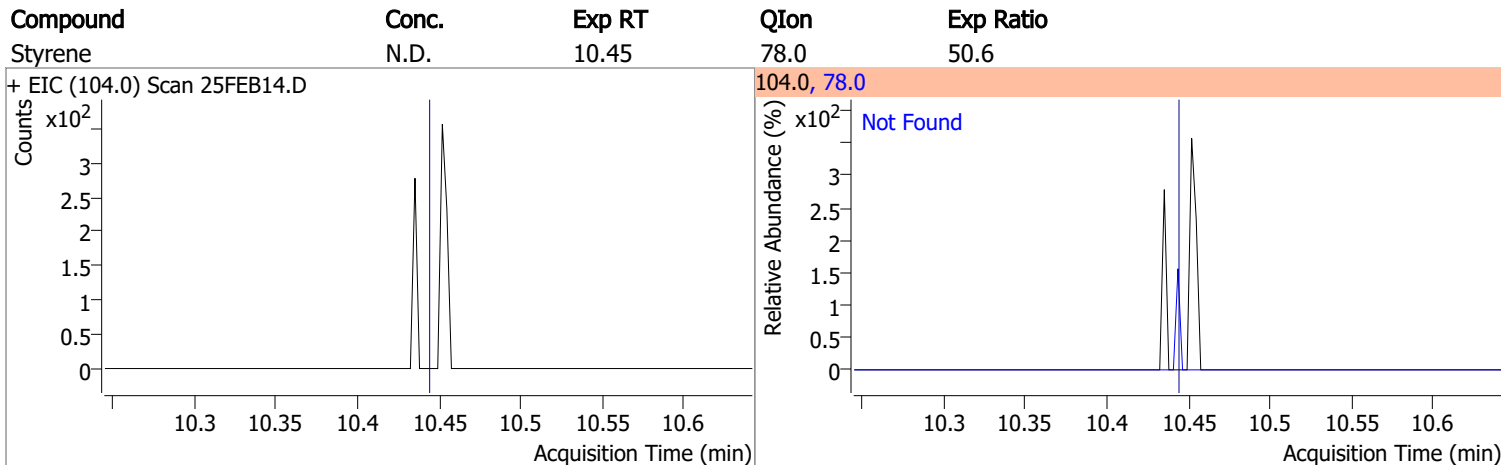 Compound Conc. Exp RT QIon Exp Ratio
Styrene N.D. 10.45 78.0 50.6
+ EIC (104.0) Scan 25FEB14.D
Counts
x10²
3
2.5
2
1.5
1
0.5
0
10.3 10.35 10.4 10.45 10.5 10.55 10.6
Acquisition Time (min)
104.0, 78.0
Relative Abundance (%)
x10²
Not Found
3
2.5
2
1.5
1
0.5
0
10.3 10.35 10.4 10.45 10.5 10.55 10.6
Acquisition Time (min)